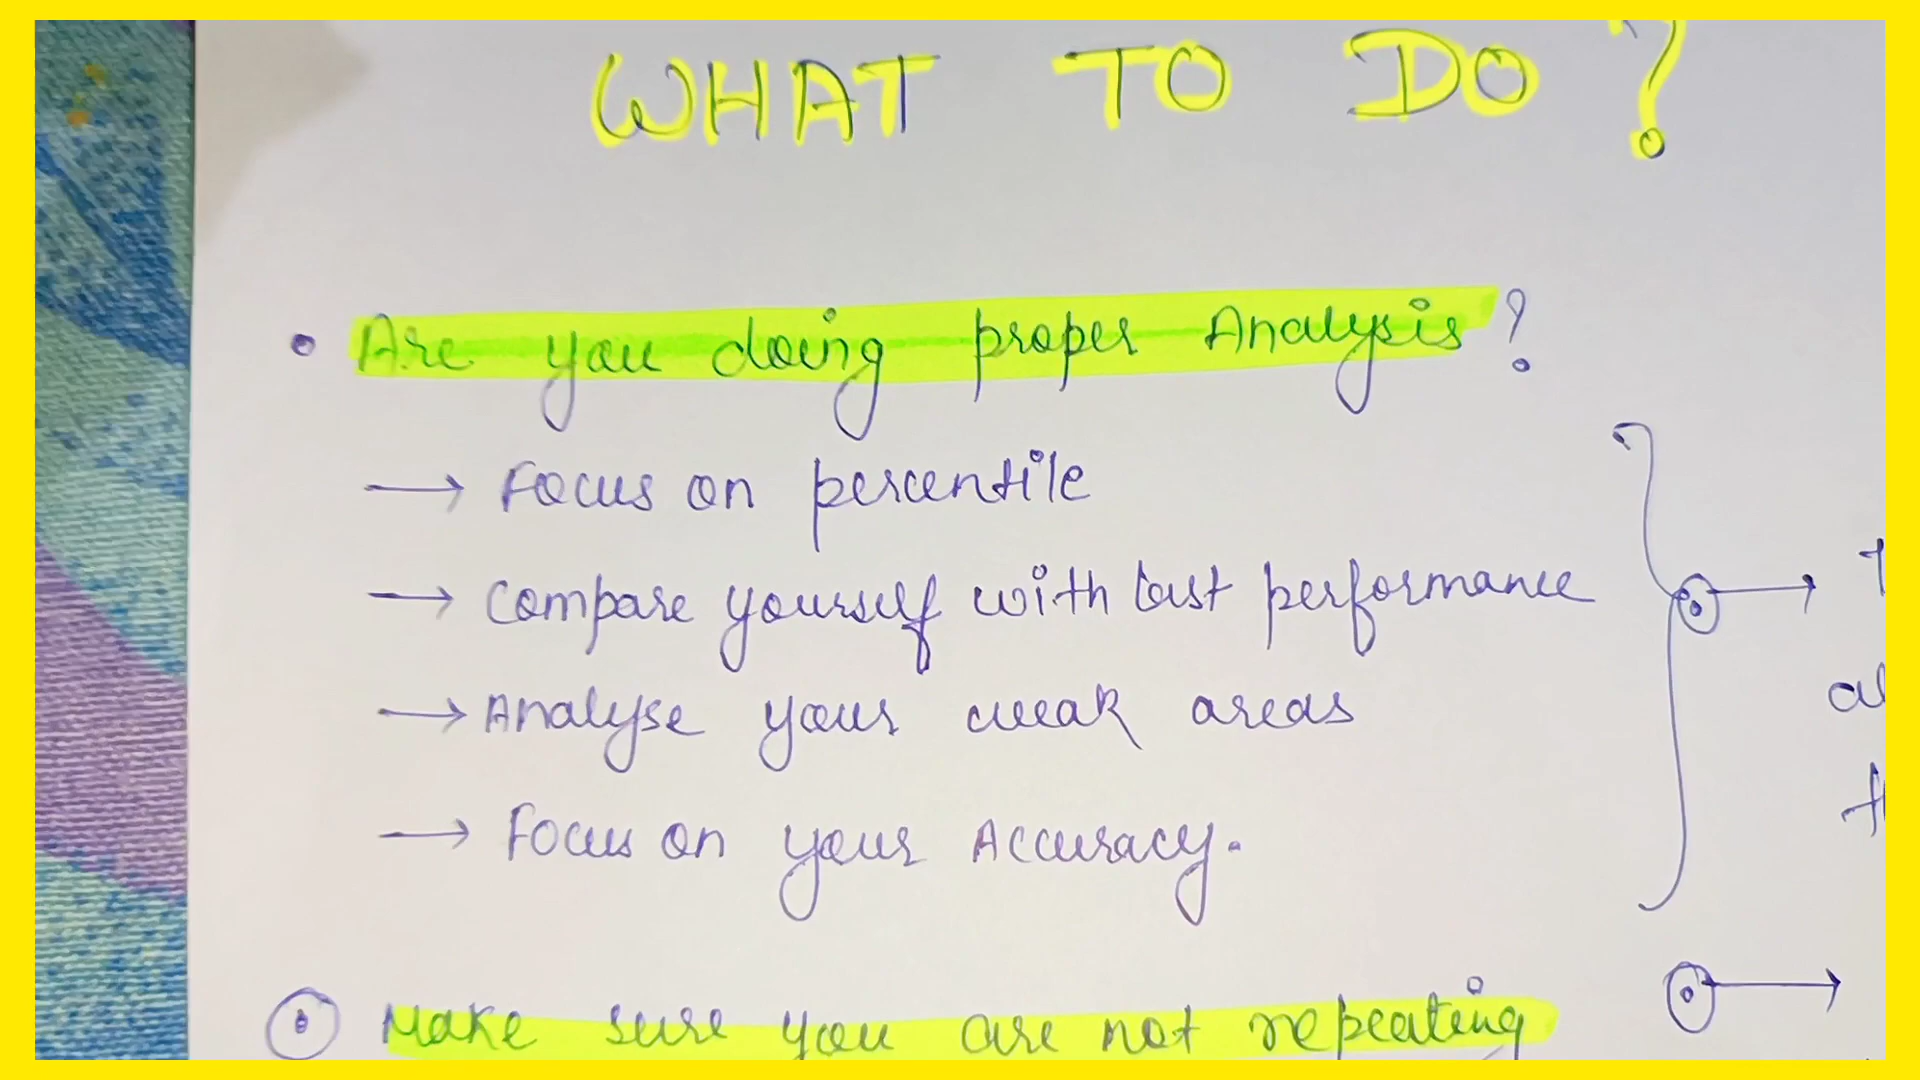 WHAT TO DO ?
• Are you doing proper Analysis?
→ Focus on percentile
→ Compare yourself with last performance
→ Analyse your weak areas
→ Focus on your Accuracy.
Make sure you are not repeating